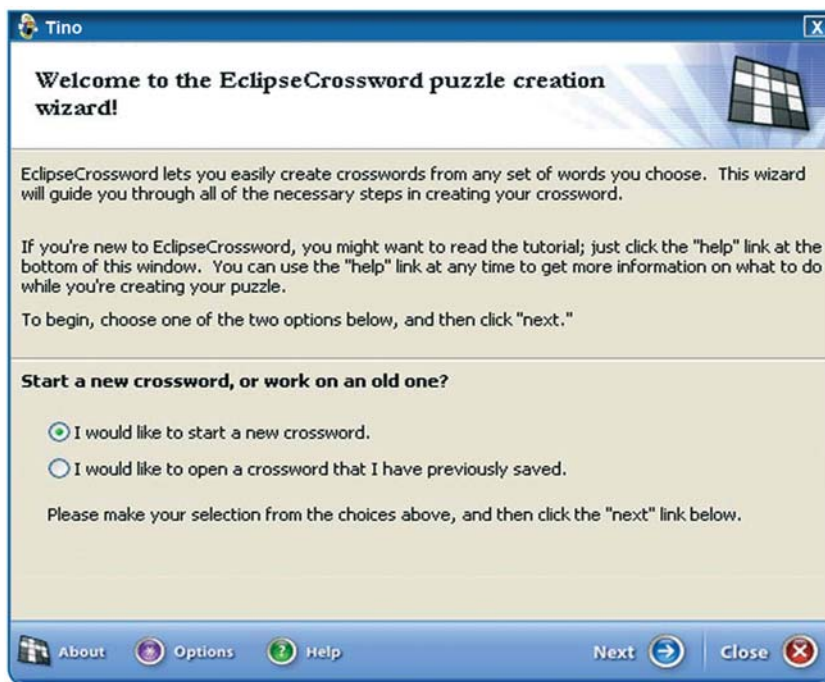 Tino
X
Welcome to the EclipseCrossword puzzle creation
wizard!
EclipseCrossword lets you easily create crosswords from any set of words you choose. This wizard
will guide you through all of the necessary steps in creating your crossword.
If you're new to EclipseCrossword, you might want to read the tutorial; just click the "help" link at the
bottom of this window. You can use the "help" link at any time to get more information on what to do
while you're creating your puzzle.
To begin, choose one of the two options below, and then click "next."
Start a new crossword, or work on an old one?
I would like to start a new crossword.
I would like to open a crossword that I have previously saved.
Please make your selection from the choices above, and then click the "next" link below.
About Options ? Help Next Close